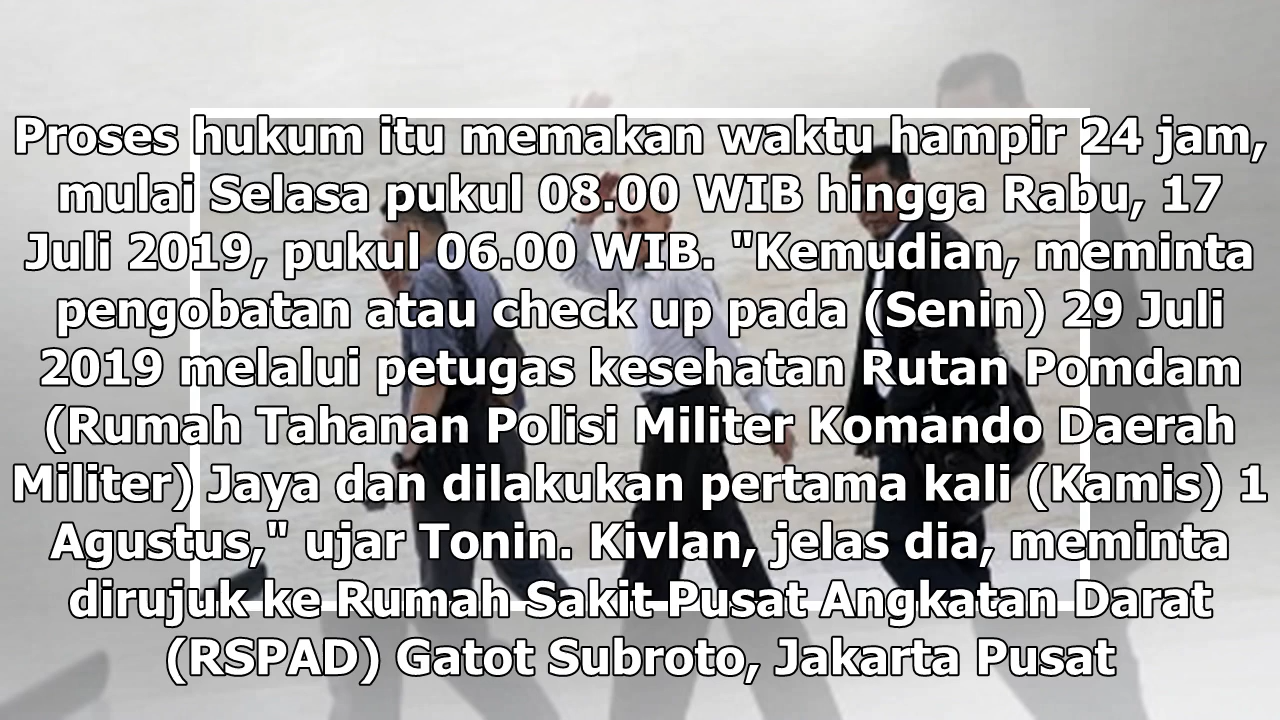 Proses hukum itu memakan waktu hampir 24 jam,
mulai Selasa pukul 08.00 WIB hingga Rabu, 17
Juli 2019, pukul 06.00 WIB. "Kemudian, meminta
pengobatan atau check up pada (Senin) 29 Juli
2019 melalui petugas kesehatan Rutan Pomdam
(Rumah Tahanan Polisi Militer Komando Daerah
Militer) Jaya dan dilakukan pertama kali (Kamis) 1
Agustus," ujar Tonin. Kivlan, jelas dia, meminta
dirujuk ke Rumah Sakit Pusat Angkatan Darat
(RSPAD) Gatot Subroto, Jakarta Pusat